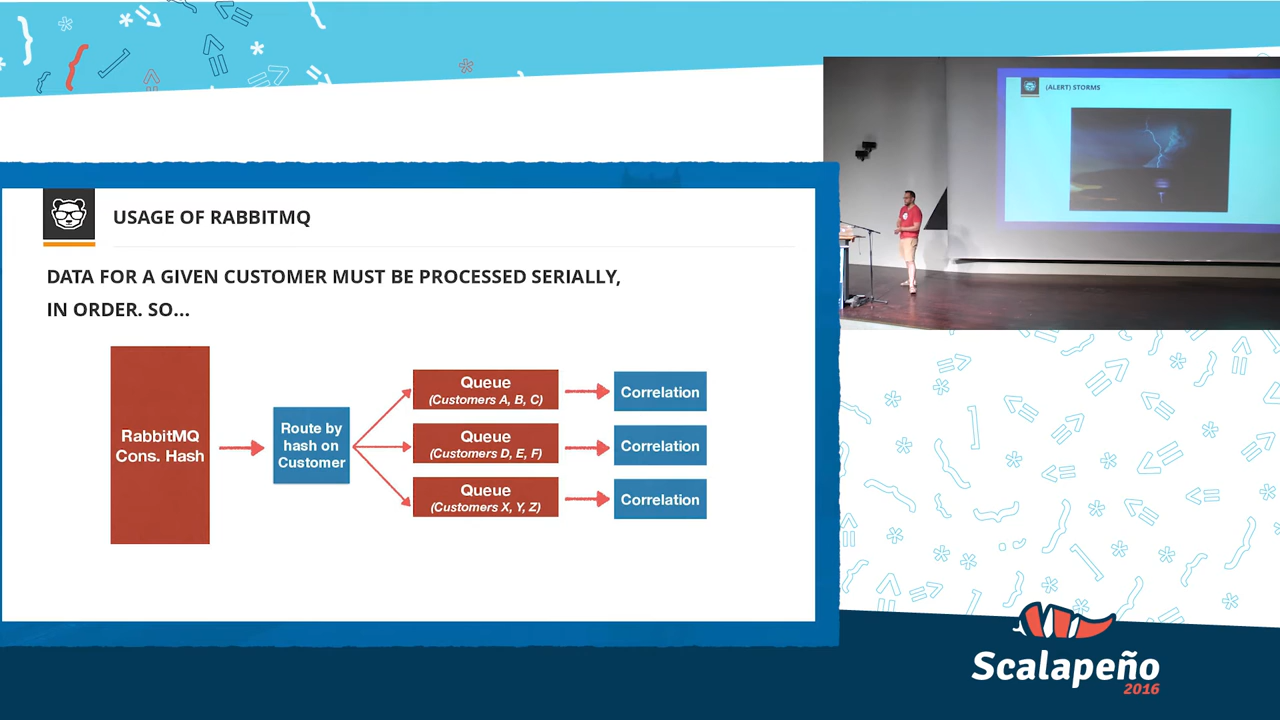 (ALERT) STORMS
USAGE OF RABBITMQ
DATA FOR A GIVEN CUSTOMER MUST BE PROCESSED SERIALLY,
IN ORDER. SO...
RabbitMQ
Cons. Hash
Route by
hash on
Customer
Queue
(Customers A, B, C)
Correlation
Queue
(Customers D, E, F)
Correlation
Queue
(Customers X, Y, Z)
Correlation
Scalapeño
2016